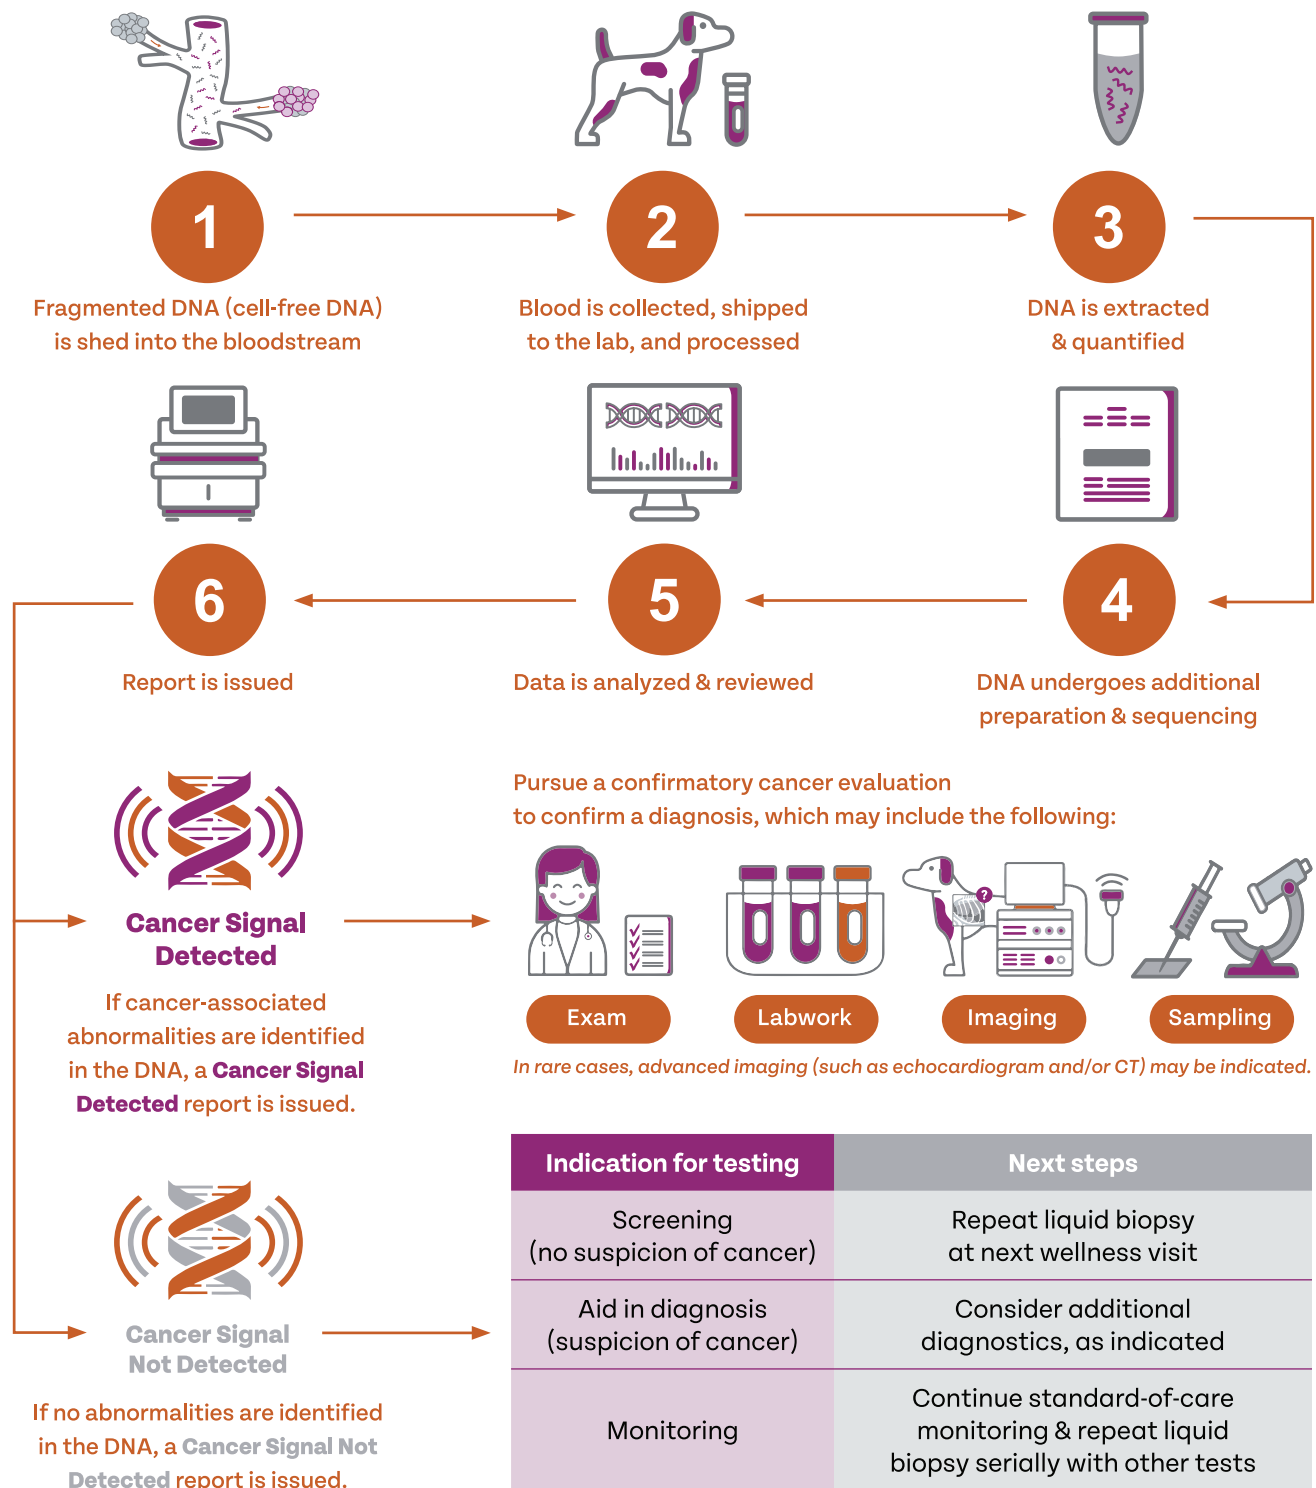 1
Fragmented DNA (cell-free DNA)
is shed into the bloodstream
2
Blood is collected, shipped
to the lab, and processed
3
DNA is extracted
& quantified
4
DNA undergoes additional
preparation & sequencing
5
Data is analyzed & reviewed
6
Report is issued
Cancer Signal
Detected
If cancer-associated
abnormalities are identified
in the DNA, a Cancer Signal
Detected report is issued.
Pursue a confirmatory cancer evaluation
to confirm a diagnosis, which may include the following:
?
Exam
Labwork
Imaging
Sampling
In rare cases, advanced imaging (such as echocardiogram and/or CT) may be indicated.
Cancer Signal
Not Detected
If no abnormalities are identified
in the DNA, a Cancer Signal Not
Detected report is issued.
Indication for testing
Next steps
Screening
(no suspicion of cancer)
Repeat liquid biopsy
at next wellness visit
Aid in diagnosis
(suspicion of cancer)
Consider additional
diagnostics, as indicated
Monitoring
Continue standard-of-care
monitoring & repeat liquid
biopsy serially with other tests